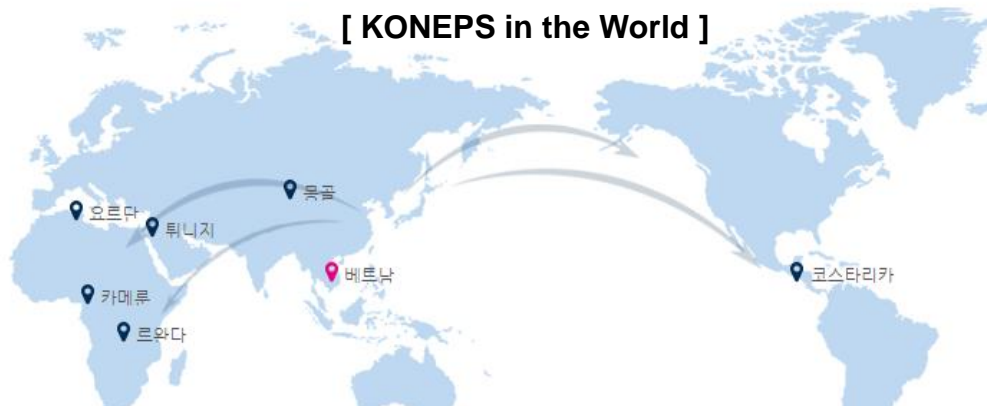 [ KONEPS in the World ]
몽골
요르단
튀니지
베트남
코스타리카
카메룬
르완다